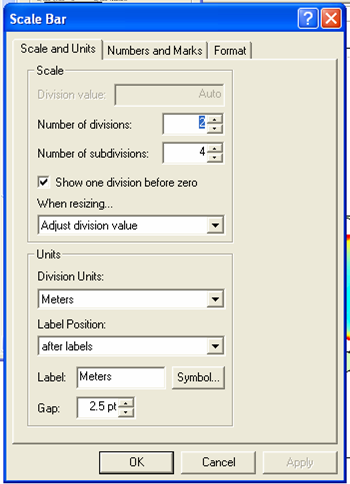 Scale Bar
Scale and Units Numbers and Marks Format
Scale
Division value: Auto
Number of divisions: 2
Number of subdivisions: 4
Show one division before zero
When resizing...
Adjust division value
Units
Division Units:
Meters
Label Position:
after labels
Label: Meters Symbol...
Gap: 2.5 pt
OK Cancel Apply